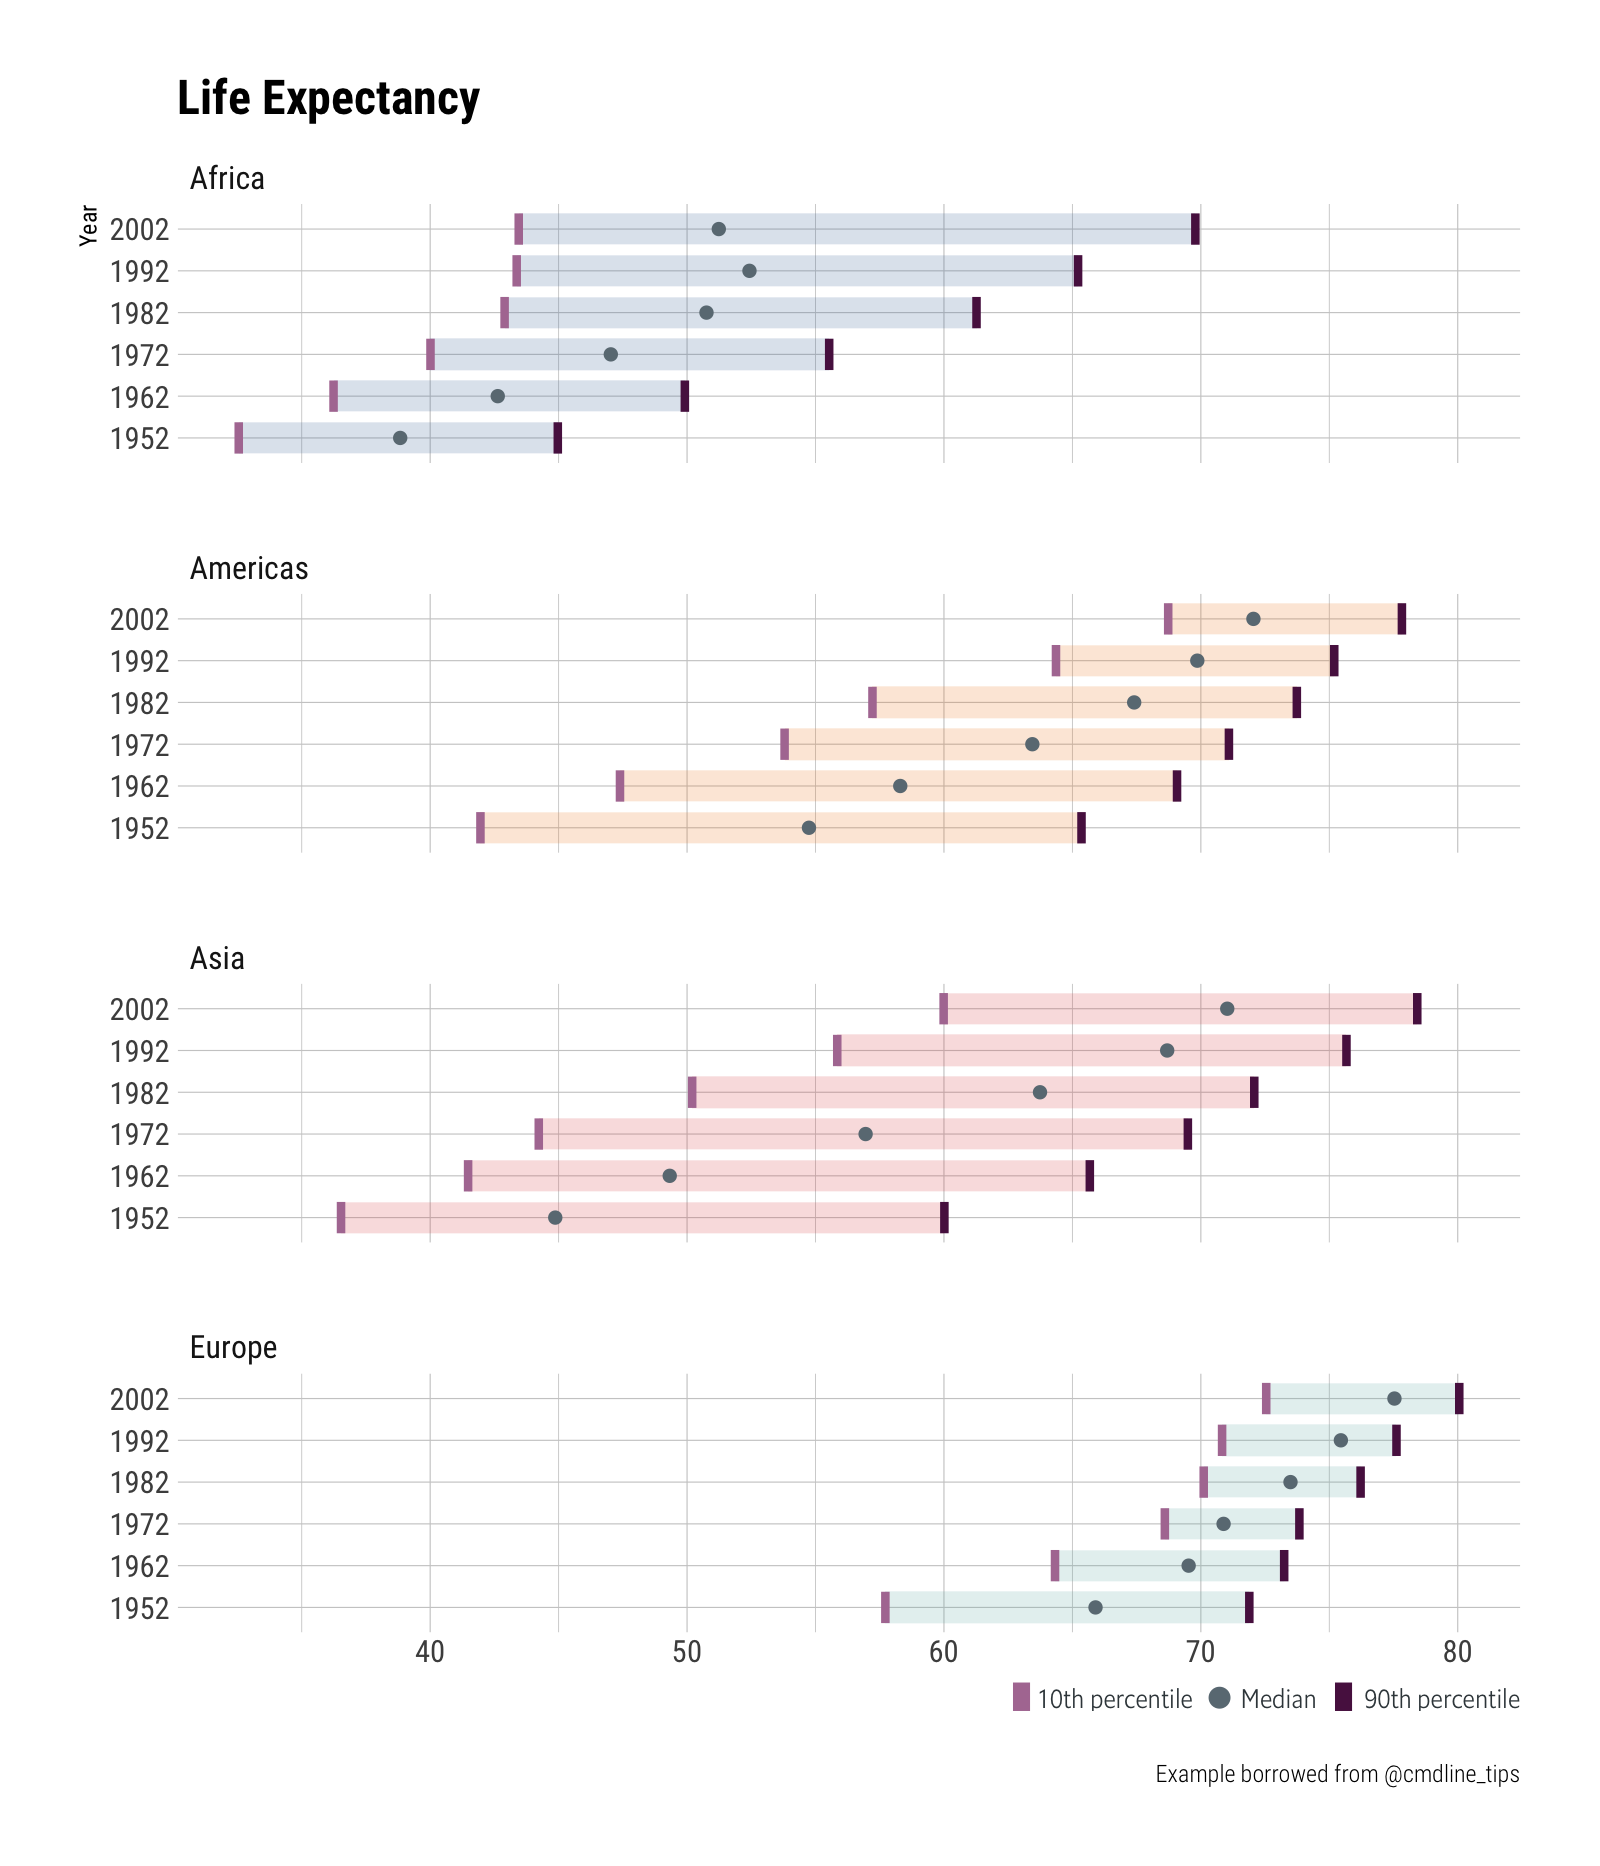 Life Expectancy
Africa
Year
2002
1992
1982
1972
1962
1952
Americas
2002
1992
1982
1972
1962
1952
Asia
2002
1992
1982
1972
1962
1952
Europe
2002
1992
1982
1972
1962
1952
40 50 60 70 80
10th percentile Median 90th percentile
Example borrowed from @cmdline_tips